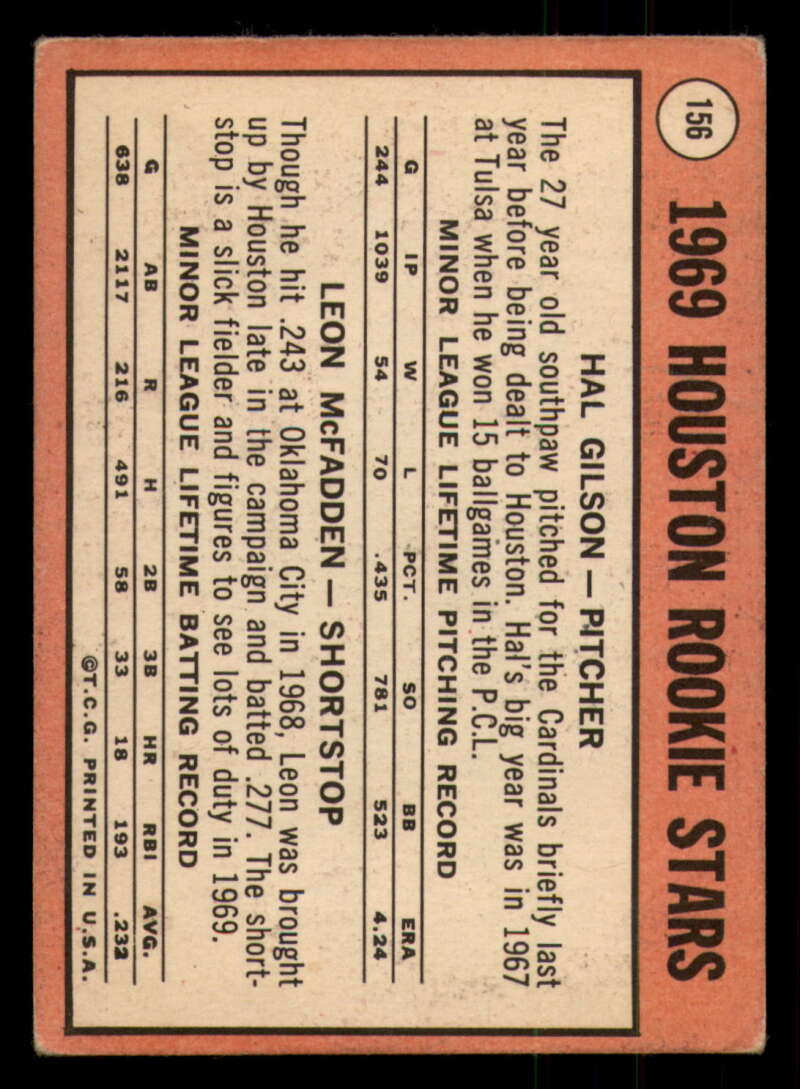 156
1969 HOUSTON ROOKIE STARS
HAL GILSON — PITCHER
The 27 year old southpaw pitched for the Cardinals briefly last
year before being dealt to Houston. Hal's big year was in 1967
at Tulsa when he won 15 ballgames in the P.C.L.
MINOR LEAGUE LIFETIME PITCHING RECORD
G IP W L PCT. SO BB ERA
244 1039 54 70 .435 781 523 4.24
LEON McFADDEN — SHORTSTOP
Though he hit .243 at Oklahoma City in 1968, Leon was brought
up by Houston late in the campaign and batted .277. The short-
stop is a slick fielder and figures to see lots of duty in 1969.
MINOR LEAGUE LIFETIME BATTING RECORD
G AB R H 2B 3B HR RBI AVG.
638 2117 216 491 58 33 18 193 .232
©T.C.G. PRINTED IN U.S.A.